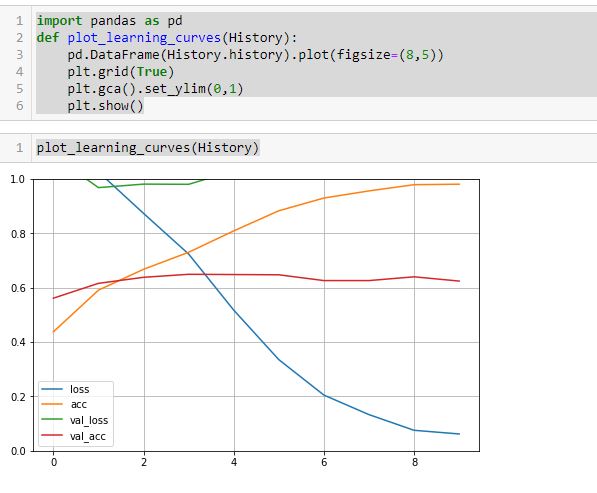 1 import pandas as pd
2 def plot_learning_curves(History):
3     pd.DataFrame(History.history).plot(figsize=(8,5))
4     plt.grid(True)
5     plt.gca().set_ylim(0,1)
6     plt.show()
1 plot_learning_curves(History)
1.0
0.8
0.6
0.4
0.2
0.0
loss
acc
val_loss
val_acc
0 2 4 6 8